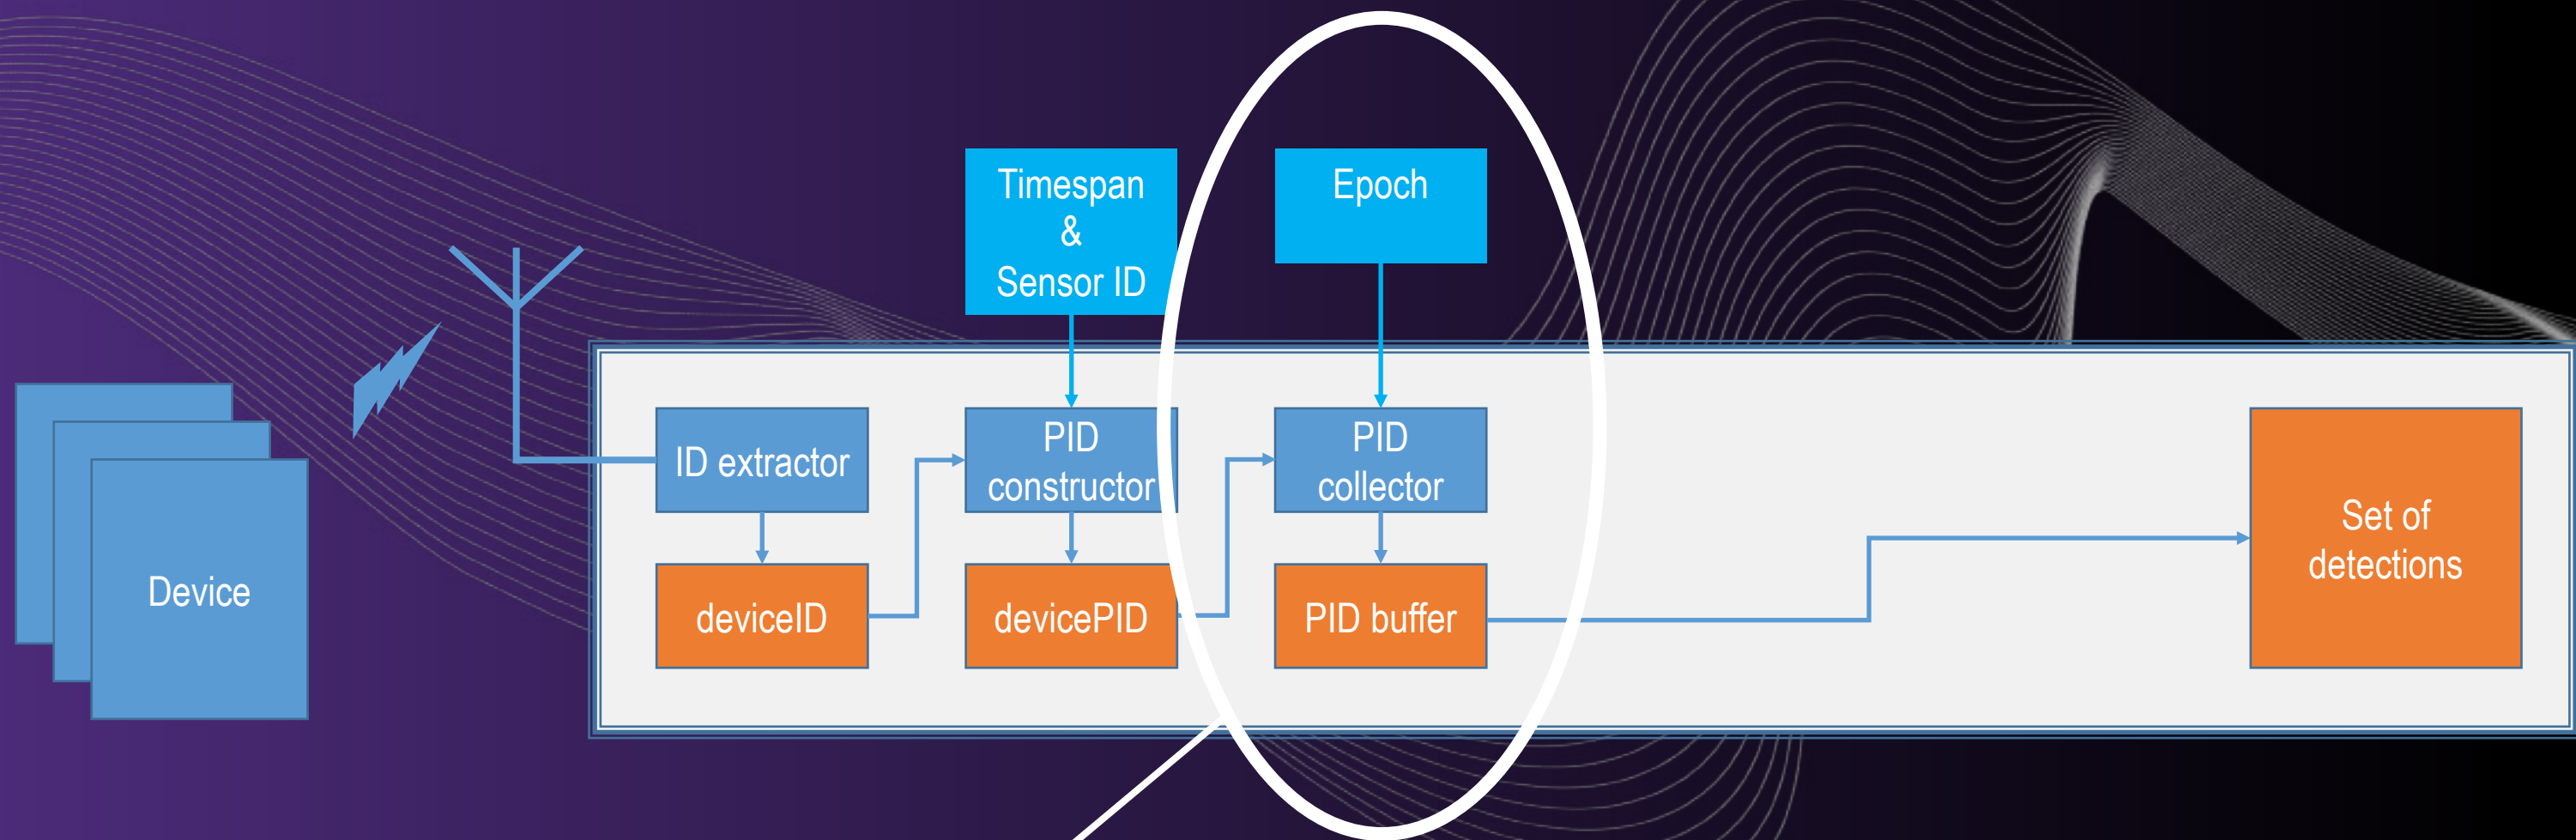 Timespan
&
Sensor ID
Epoch
Device
ID extractor
PID
constructor
PID
collector
deviceID
devicePID
PID buffer
Set of
detections